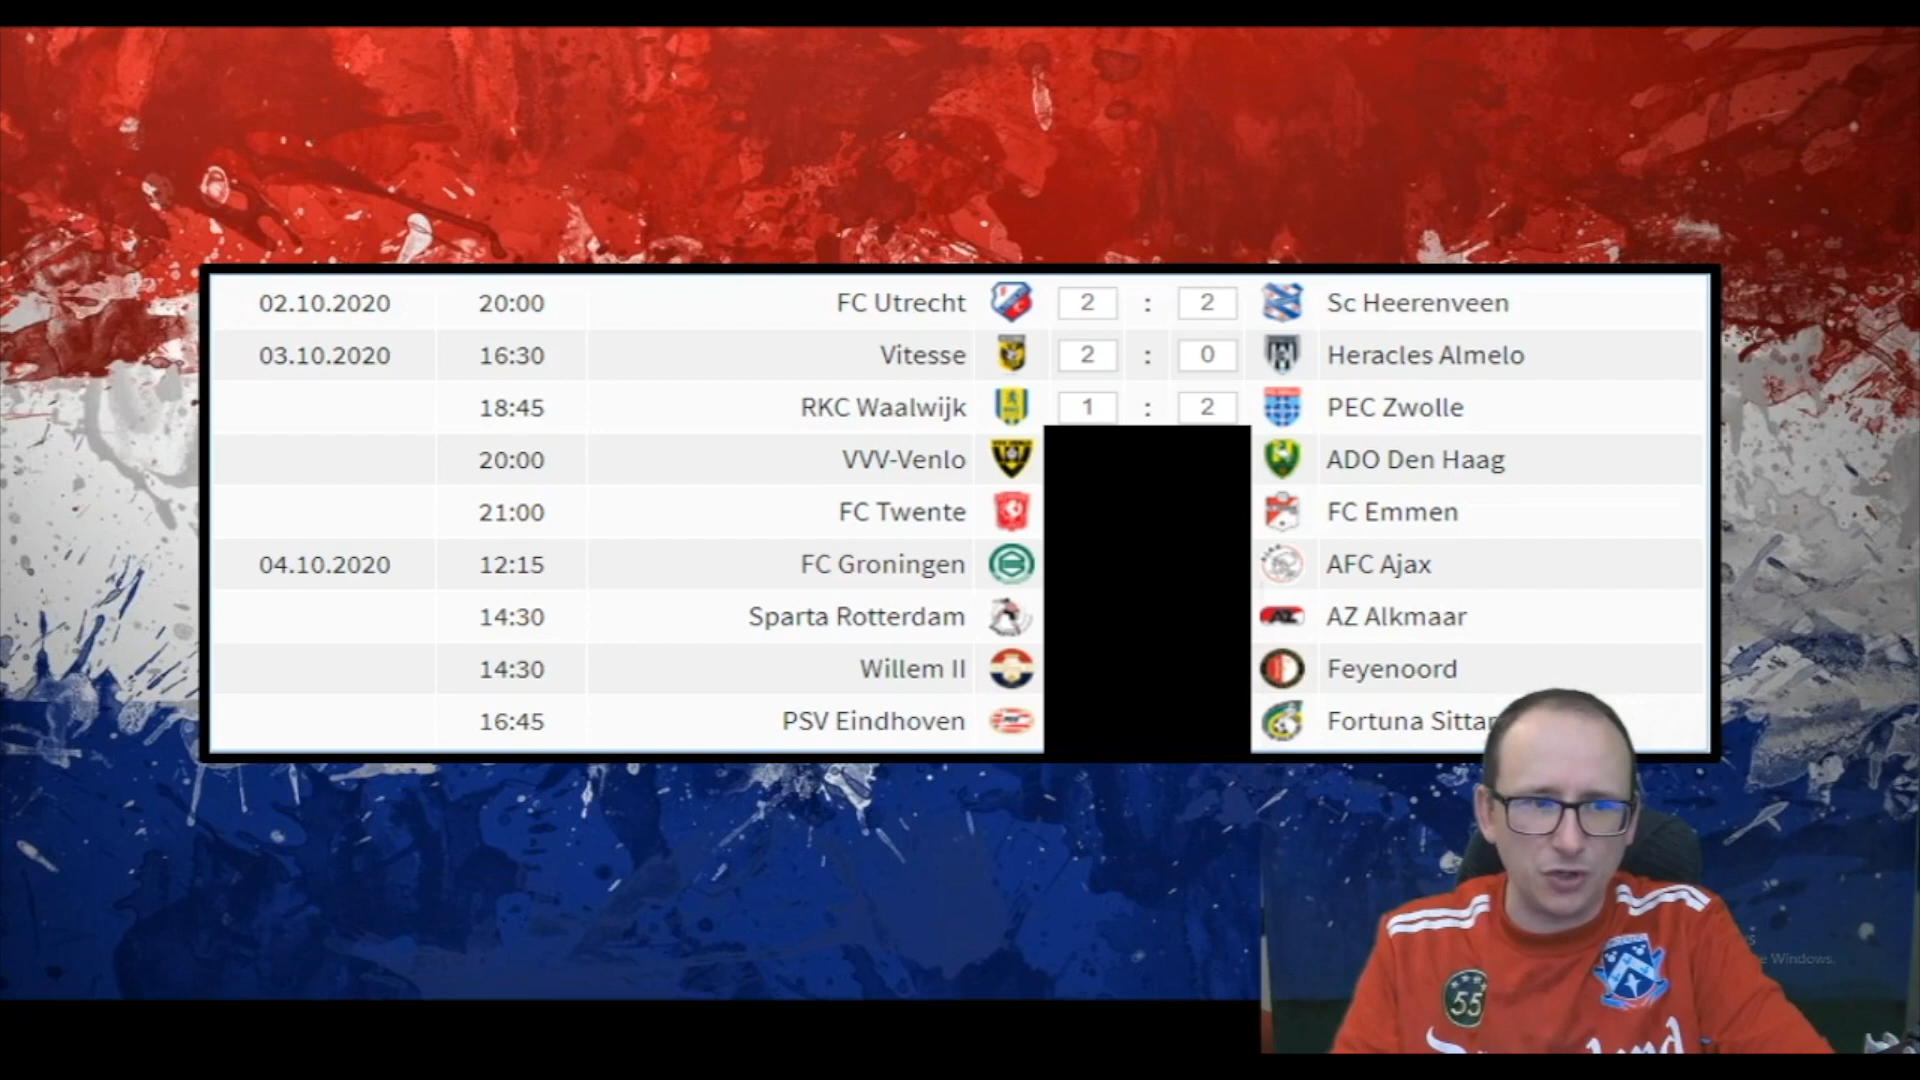 02.10.2020 20:00 FC Utrecht 2 : 2 Sc Heerenveen
03.10.2020 16:30 Vitesse 2 : 0 Heracles Almelo
18:45 RKC Waalwijk 1 : 2 PEC Zwolle
20:00 VVV-Venlo ADO Den Haag
21:00 FC Twente FC Emmen
04.10.2020 12:15 FC Groningen AFC Ajax
14:30 Sparta Rotterdam AZ Alkmaar
14:30 Willem II Feyenoord
16:45 PSV Eindhoven Fortuna Sittar
Windows.
55